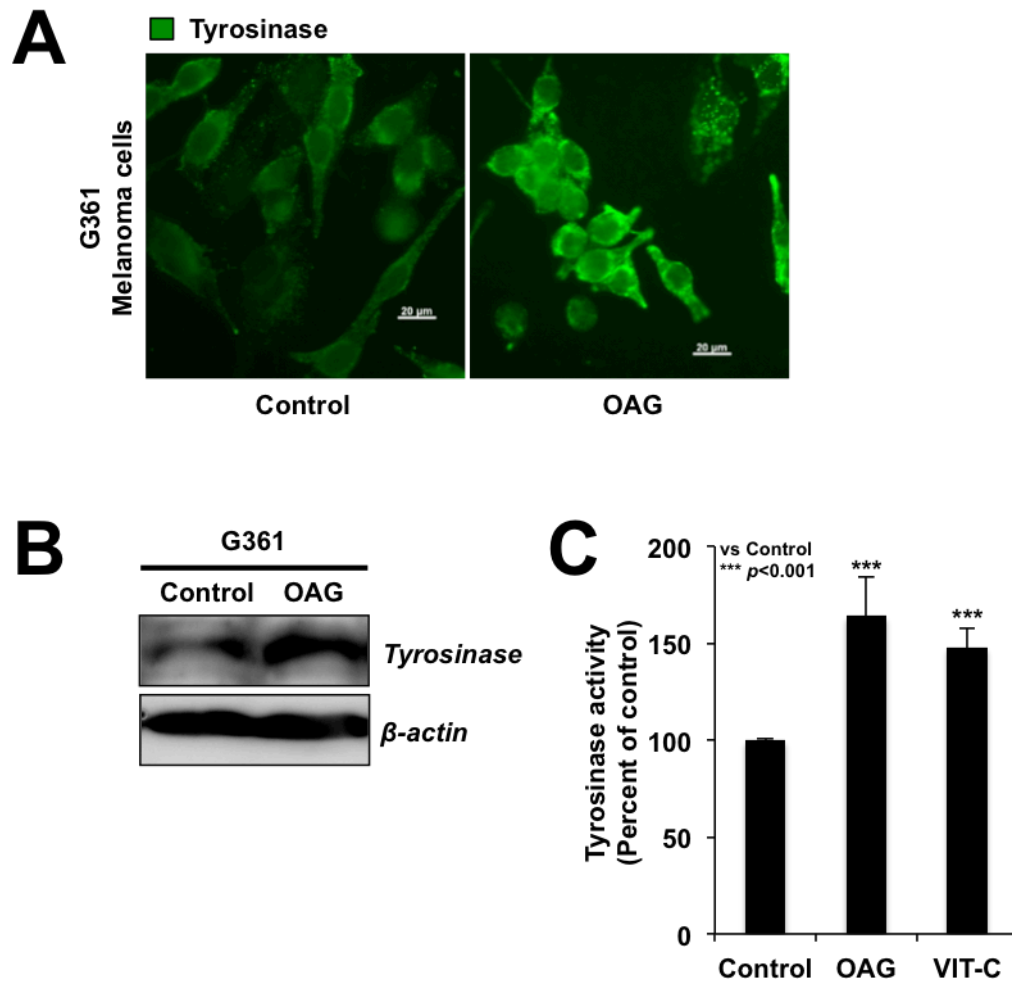 A
Tyrosinase
G361
Melanoma cells
20 µm
20 µm
Control
OAG
B
G361
Control
OAG
Tyrosinase
β-actin
C
Tyrosinase activity
(Percent of control)
200
150
100
50
0
vs Control
*** p<0.001
***
***
Control
OAG
VIT-C